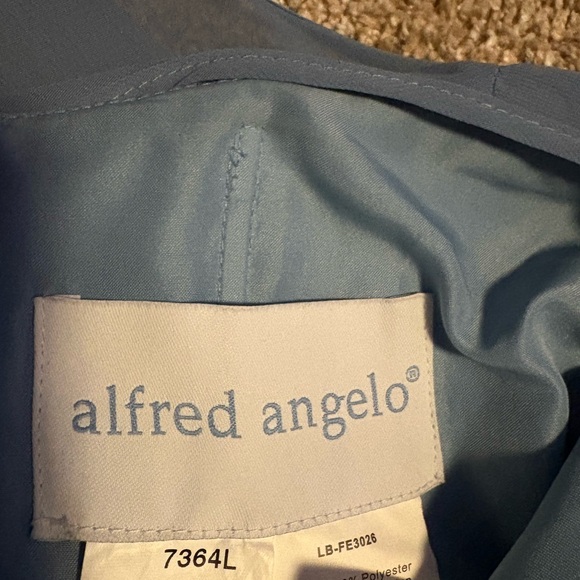 alfred angelo®
7364L
LB-FE3026
% Polyester